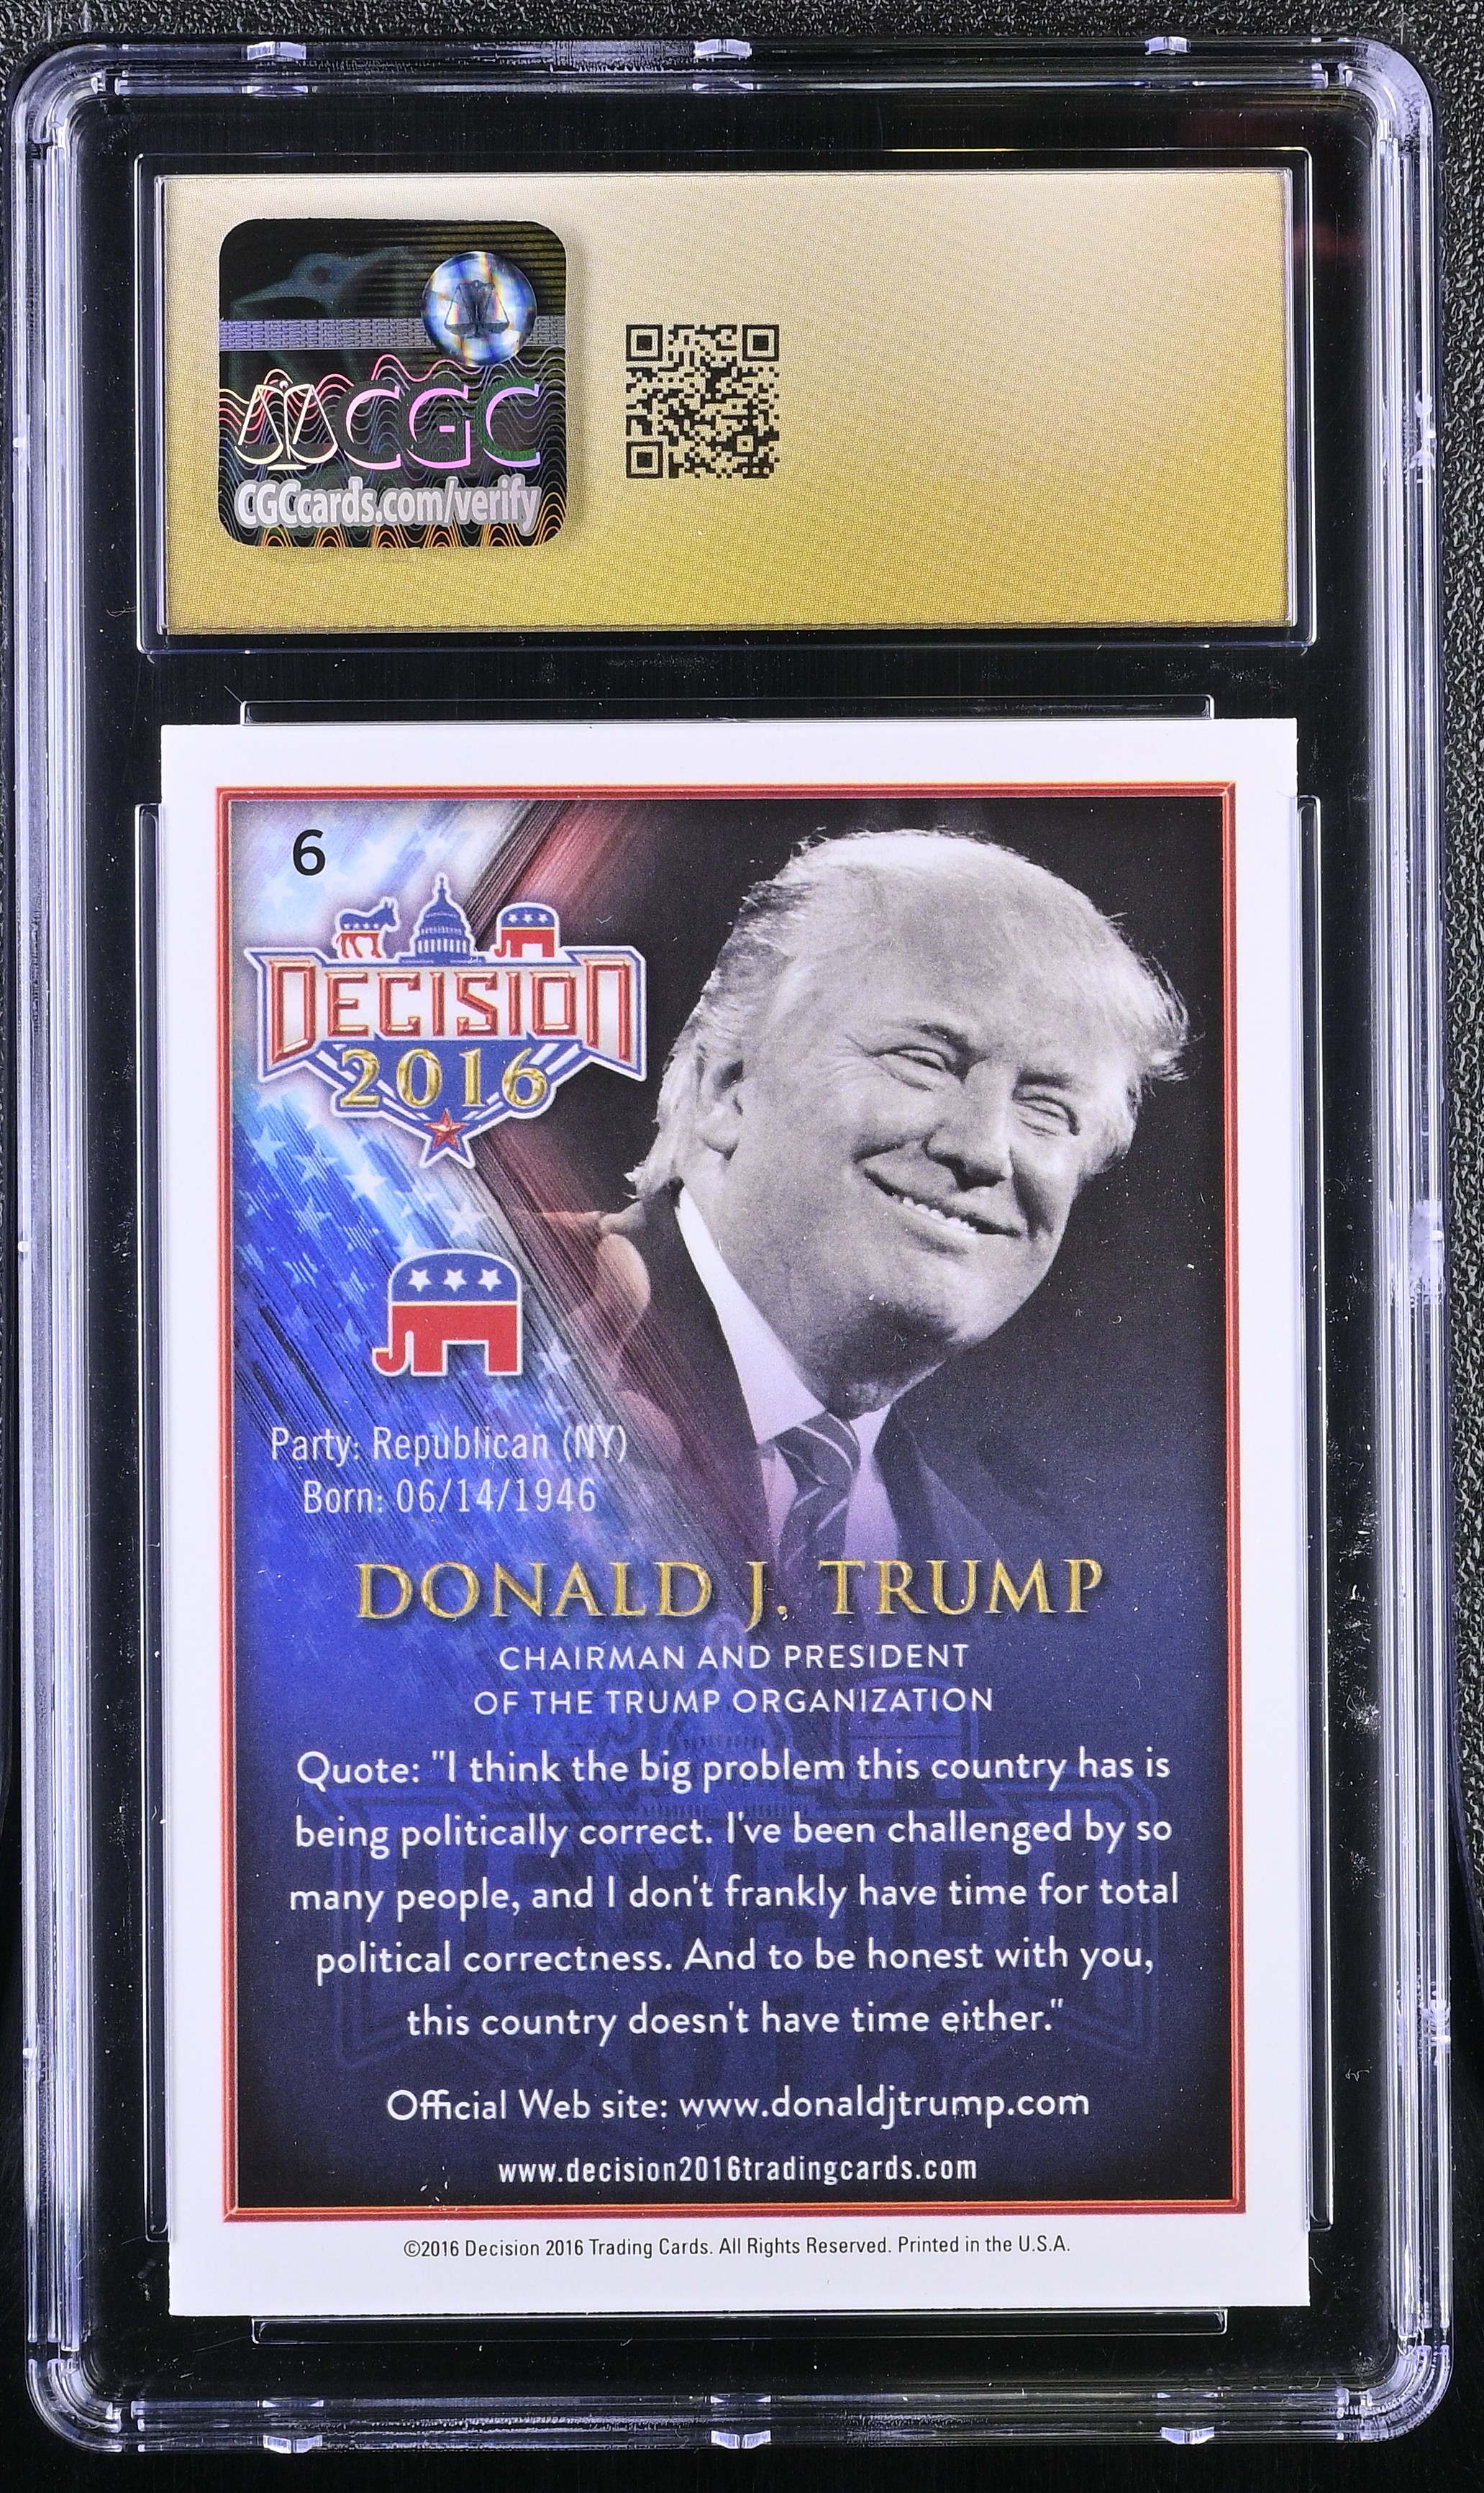 CGC
CGCcards.com/verify
6
DECISION
2016
Party: Republican (NY)
Born: 06/14/1946
DONALD J. TRUMP
CHAIRMAN AND PRESIDENT
OF THE TRUMP ORGANIZATION
Quote: "I think the big problem this country has is
being politically correct. I've been challenged by so
many people, and I don't frankly have time for total
political correctness. And to be honest with you,
this country doesn't have time either."
Official Web site: www.donaldjtrump.com
www.decision2016tradingcards.com
©2016 Decision 2016 Trading Cards. All Rights Reserved. Printed in the U.S.A.